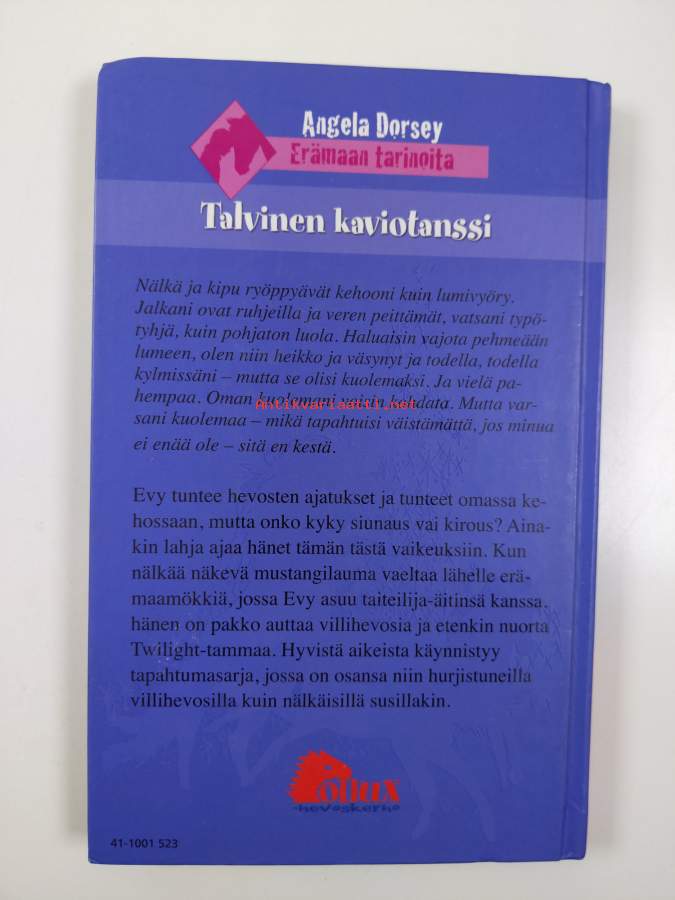 Angela Dorsey
Erämaan tarinoita
Talvinen kaviotanssi
Nälkä ja kipu ryöppyävät kehooni kuin lumivyöry.
Jalkani ovat ruhjeilla ja veren peittämät, vatsani typö-
tyhjä, kuin pohjaton luola. Haluaisin vajota pehmeään
lumeen, olen niin heikko ja väsynyt ja todella, todella
kylmissäni – mutta se olisi kuolemaksi. Ja vielä pa-
hempaa. Oman kuolemani voisin kohdata. Mutta var-
Antikvariaatti.net
sani kuolemaa – mikä tapahtuisi väistämättä, jos minua
ei enää ole – sitä en kestä.
Evy tuntee hevosten ajatukset ja tunteet omassa ke-
hossaan, mutta onko kyky siunaus vai kirous? Aina-
kin lahja ajaa hänet tämän tästä vaikeuksiin. Kun
nälkää näkevä mustangilauma vaeltaa lähelle erä-
maamökkiä, jossa Evy asuu taiteilija-äitinsä kanssa,
hänen on pakko auttaa villihevosia ja etenkin nuorta
Twilight-tammaa. Hyvistä aikeista käynnistyy
tapahtumasarja, jossa on osansa niin hurjistuneilla
villihevosilla kuin nälkäisillä susillakin.
Pollux
-hevoskerho
41-1001 523